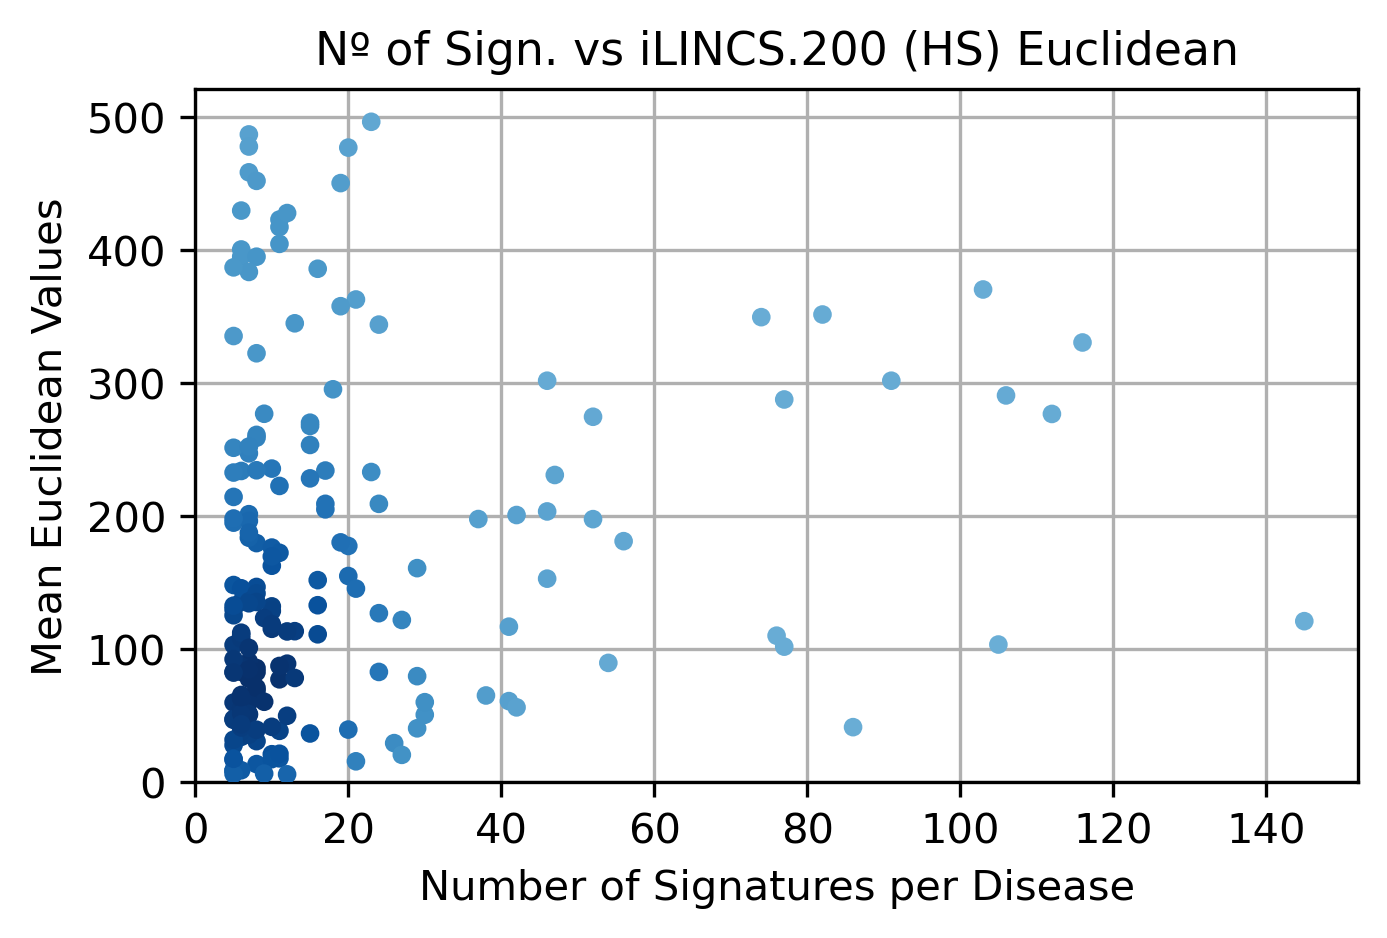 Nº of Sign. vs iLINCS.200 (HS) Euclidean
500
400
300
200
100
0
Mean Euclidean Values
0 20 40 60 80 100 120 140
Number of Signatures per Disease